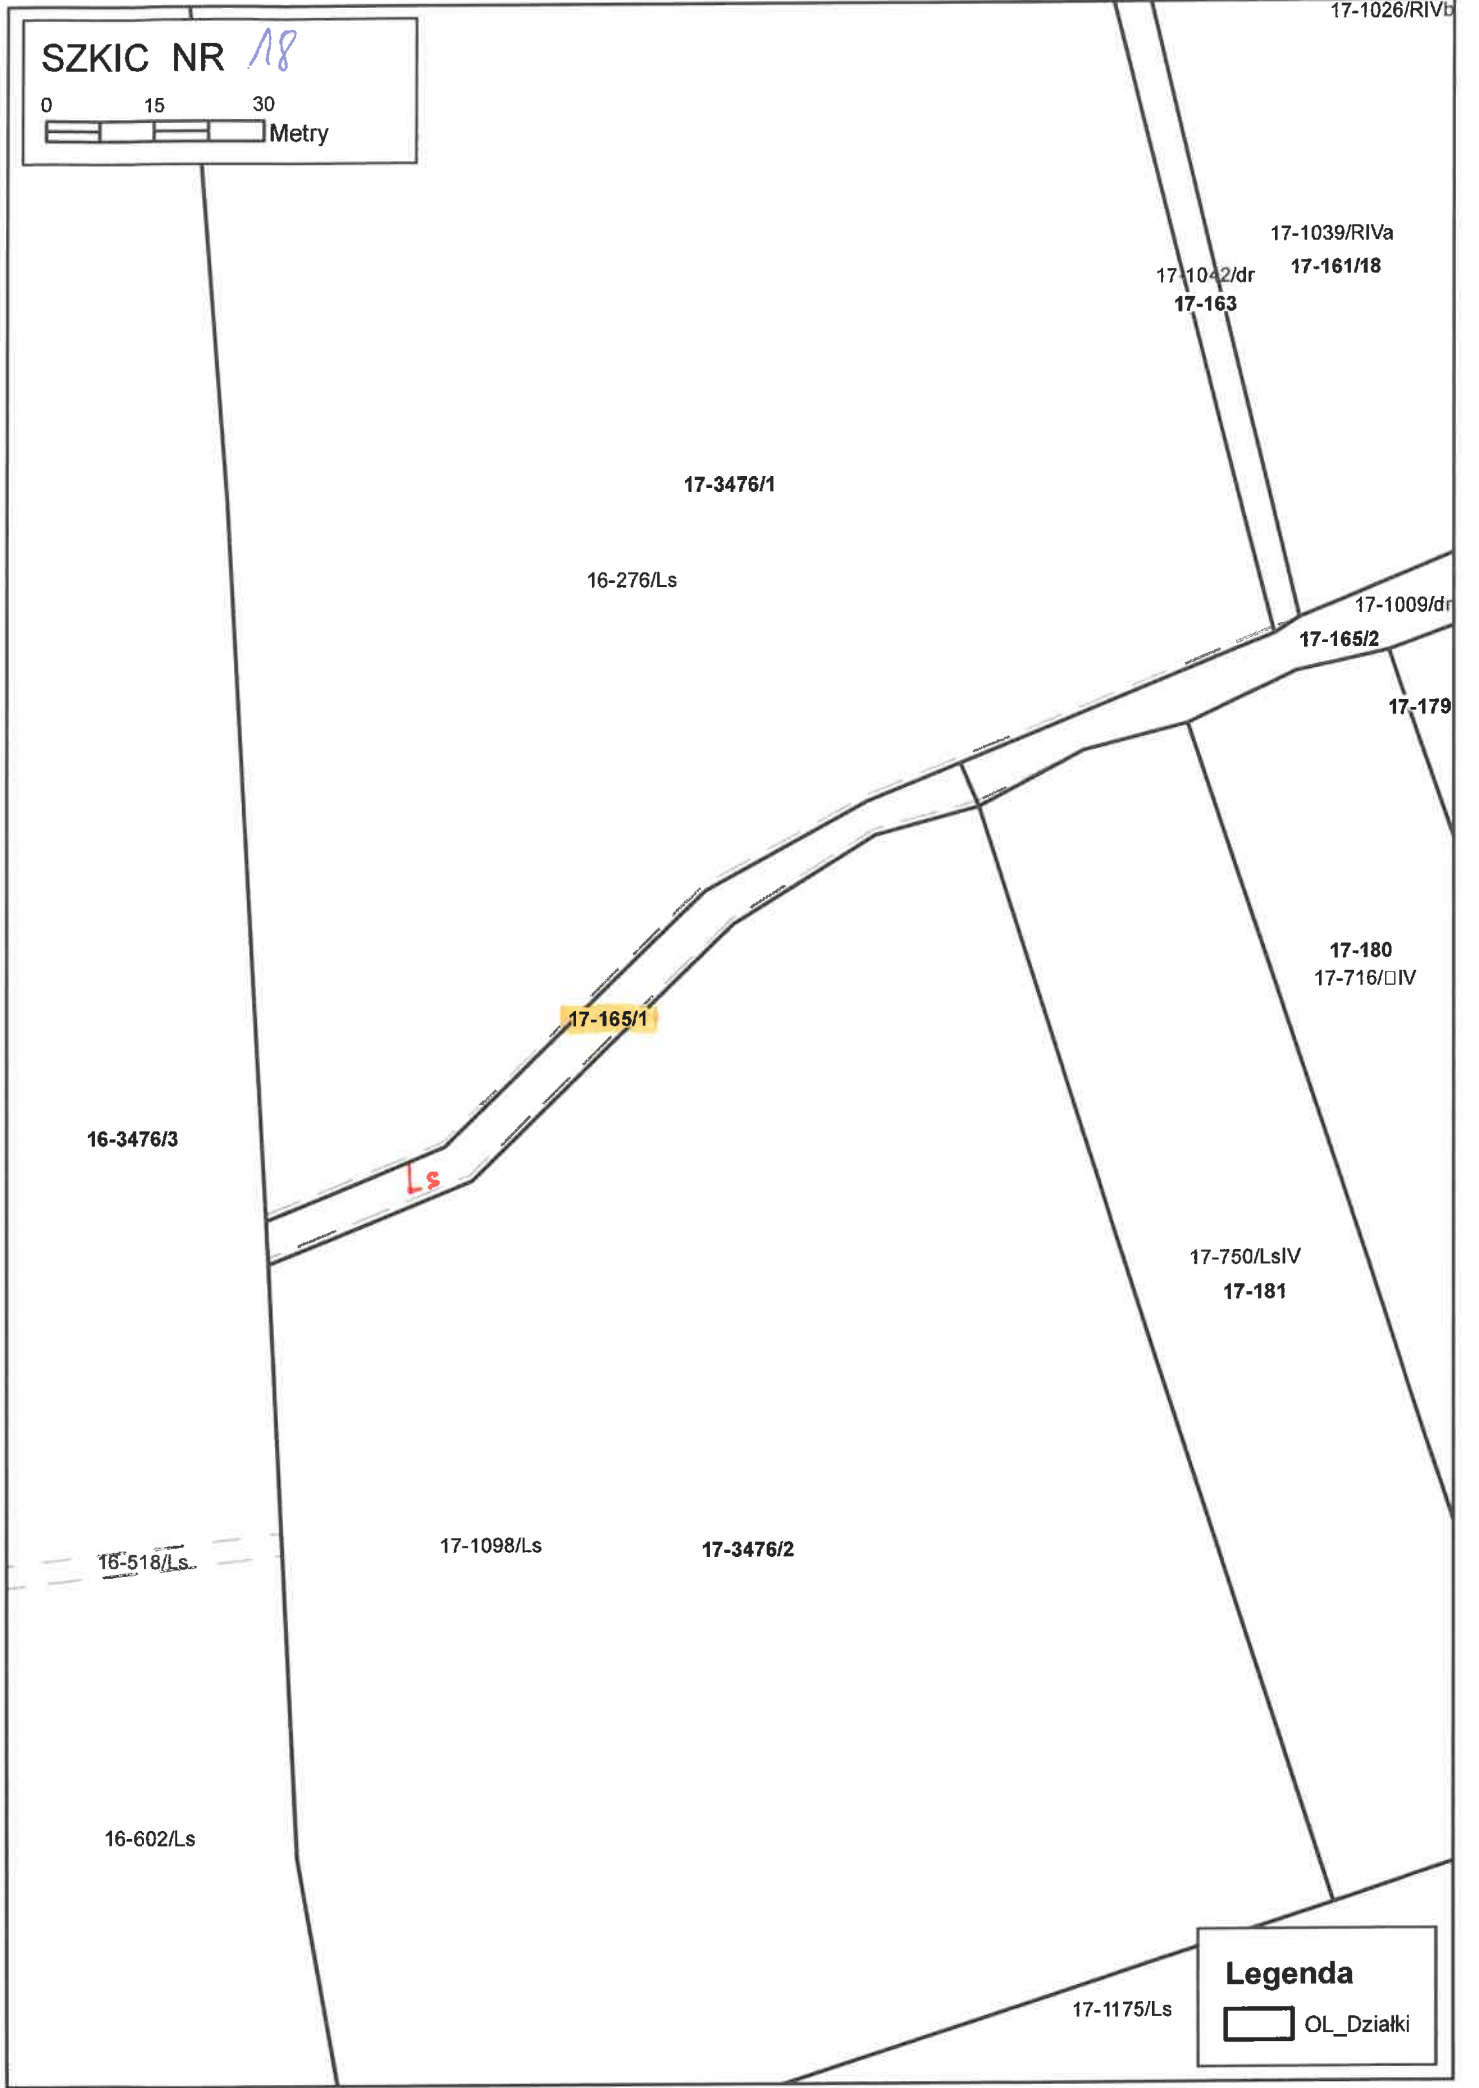 17-1026/RIVb
SZKIC NR 18
0 15 30
Metry
17-1039/RIVa
17-161/18
17-1042/dr
17-163
17-3476/1
16-276/Ls
17-1009/dr
17-165/2
17-179
17-180
17-716/□IV
17-165/1
16-3476/3
Ls
17-750/LsIV
17-181
17-1098/Ls
17-3476/2
16-518/Ls
16-602/Ls
Legenda
17-1175/Ls
OL_Działki